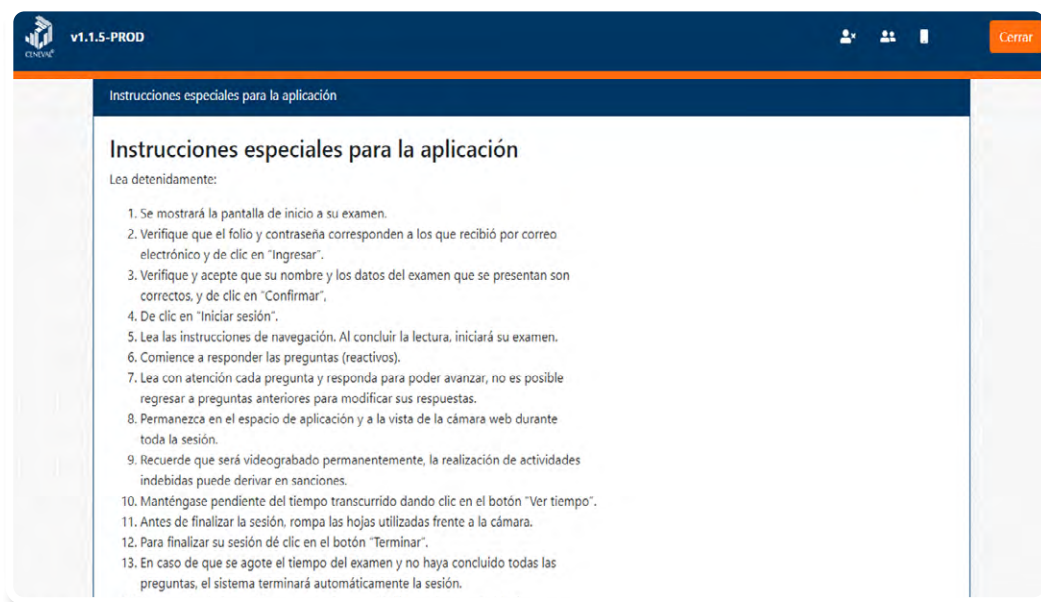 CENEVAL®
v1.1.5-PROD
Cerrar
Instrucciones especiales para la aplicación
Instrucciones especiales para la aplicación
Lea detenidamente:
1. Se mostrará la pantalla de inicio a su examen.
2. Verifique que el folio y contraseña corresponden a los que recibió por correo
electrónico y de clic en "Ingresar".
3. Verifique y acepte que su nombre y los datos del examen que se presentan son
correctos, y de clic en "Confirmar",
4. De clic en "Iniciar sesión".
5. Lea las instrucciones de navegación. Al concluir la lectura, iniciará su examen.
6. Comience a responder las preguntas (reactivos).
7. Lea con atención cada pregunta y responda para poder avanzar, no es posible
regresar a preguntas anteriores para modificar sus respuestas.
8. Permanezca en el espacio de aplicación y a la vista de la cámara web durante
toda la sesión.
9. Recuerde que será videograbado permanentemente, la realización de actividades
indebidas puede derivar en sanciones.
10. Manténgase pendiente del tiempo transcurrido dando clic en el botón "Ver tiempo".
11. Antes de finalizar la sesión, rompa las hojas utilizadas frente a la cámara.
12. Para finalizar su sesión dé clic en el botón "Terminar".
13. En caso de que se agote el tiempo del examen y no haya concluido todas las
preguntas, el sistema terminará automáticamente la sesión.